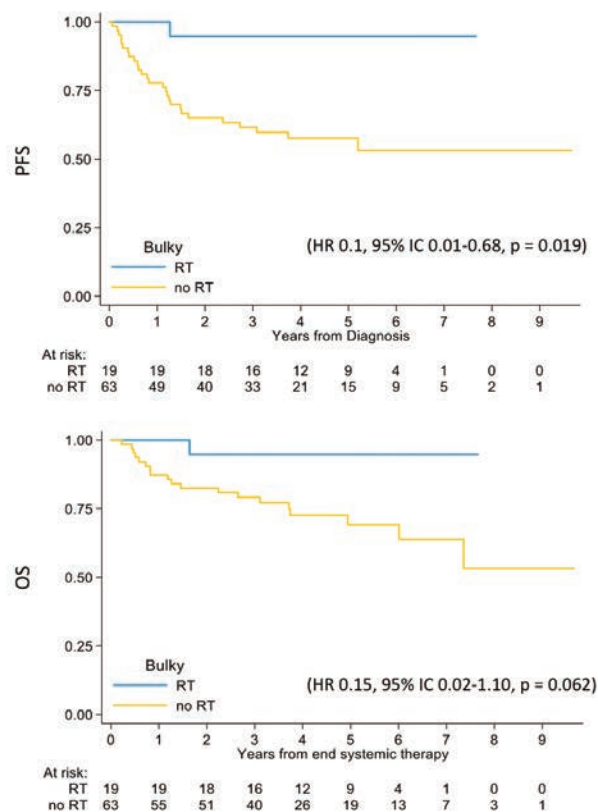 1.00
0.75
PFS
0.50
0.25
Bulky
(HR 0.1, 95% IC 0.01-0.68, p = 0.019)
RT
no RT
0.00
0 1 2 3 4 5 6 7 8 9
Years from Diagnosis
At risk:
RT 19 19 18 16 12 9 4 1 0 0
no RT 63 49 40 33 21 15 9 5 2 1
1.00
0.75
OS
0.50
0.25
Bulky
RT
(HR 0.15, 95% IC 0.02-1.10, p = 0.062)
no RT
0.00
0 1 2 3 4 5 6 7 8 9
Years from end systemic therapy
At risk:
RT 19 19 18 16 12 9 4 1 0 0
no RT 63 55 51 40 26 19 13 7 3 1